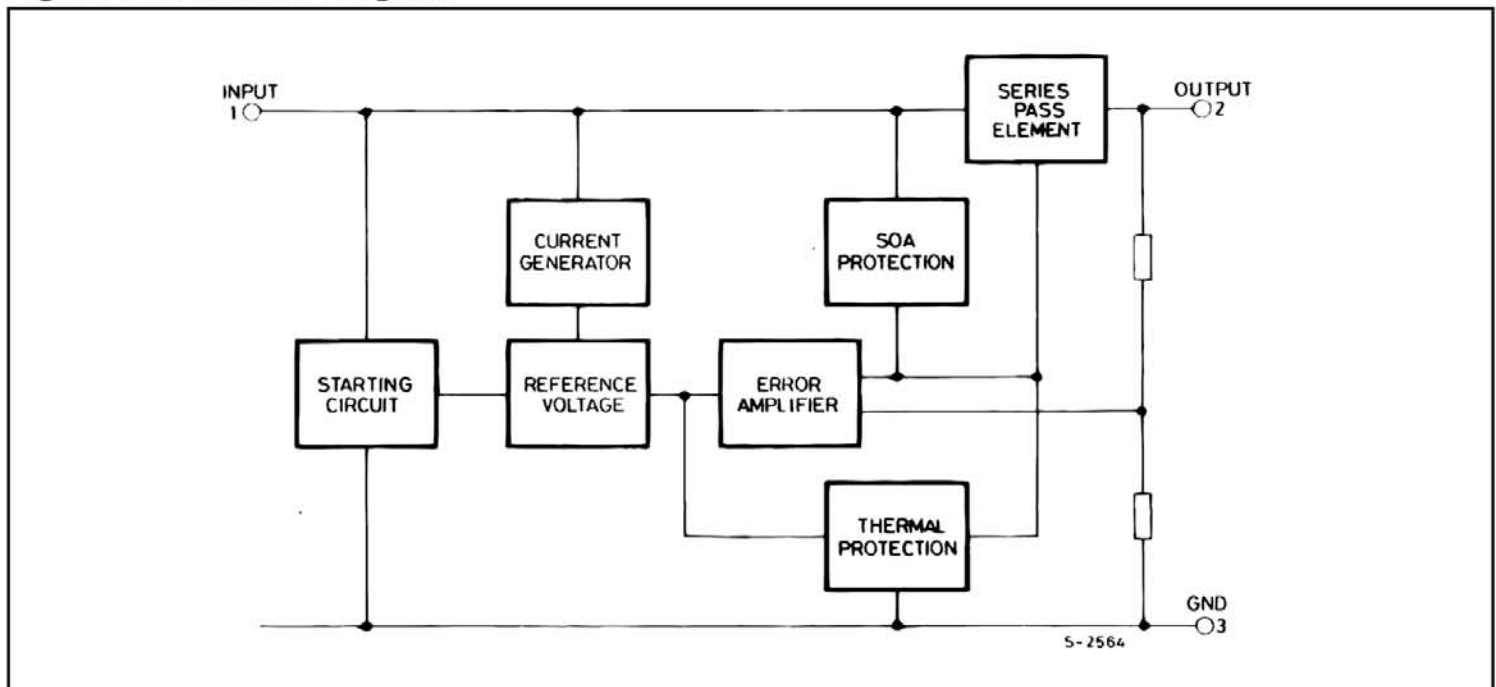 INPUT
1
SERIES
PASS
ELEMENT
OUTPUT
2
CURRENT
GENERATOR
SOA
PROTECTION
STARTING
CIRCUIT
REFERENCE
VOLTAGE
ERROR
AMPLIFIER
THERMAL
PROTECTION
GND
3
S-2564